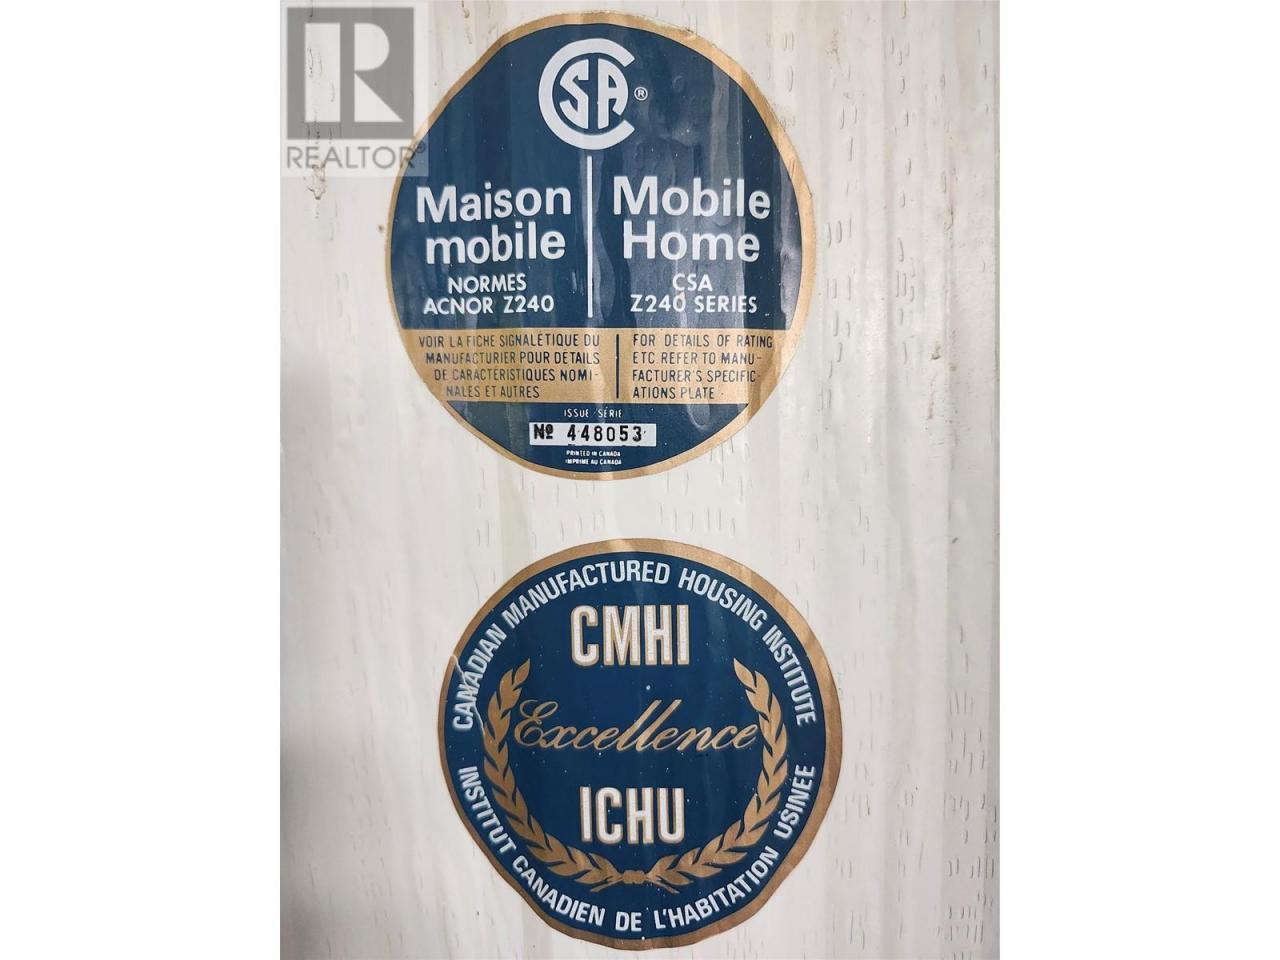 REALTOR®
CSA®
Maison
mobile
NORMES
ACNOR Z240
Mobile
Home
CSA
Z240 SERIES
VOIR LA FICHE SIGNALÉTIQUE DU
MANUFACTURIER POUR DETAILS
DE CARACTÉRISTIQUES NOMI-
NALES ET AUTRES
FOR DETAILS OF RATING
ETC REFER TO MANU-
FACTURER'S SPECIFIC-
ATIONS PLATE.
ISSUE / SÉRIE
Nº 448053
PRINTED IN CANADA
IMPRIME AU CANADA
CANADIAN MANUFACTURED HOUSING INSTITUTE
CMHI
Excellence
ICHU
INSTITUT CANADIEN DE L'HABITATION USINÉE